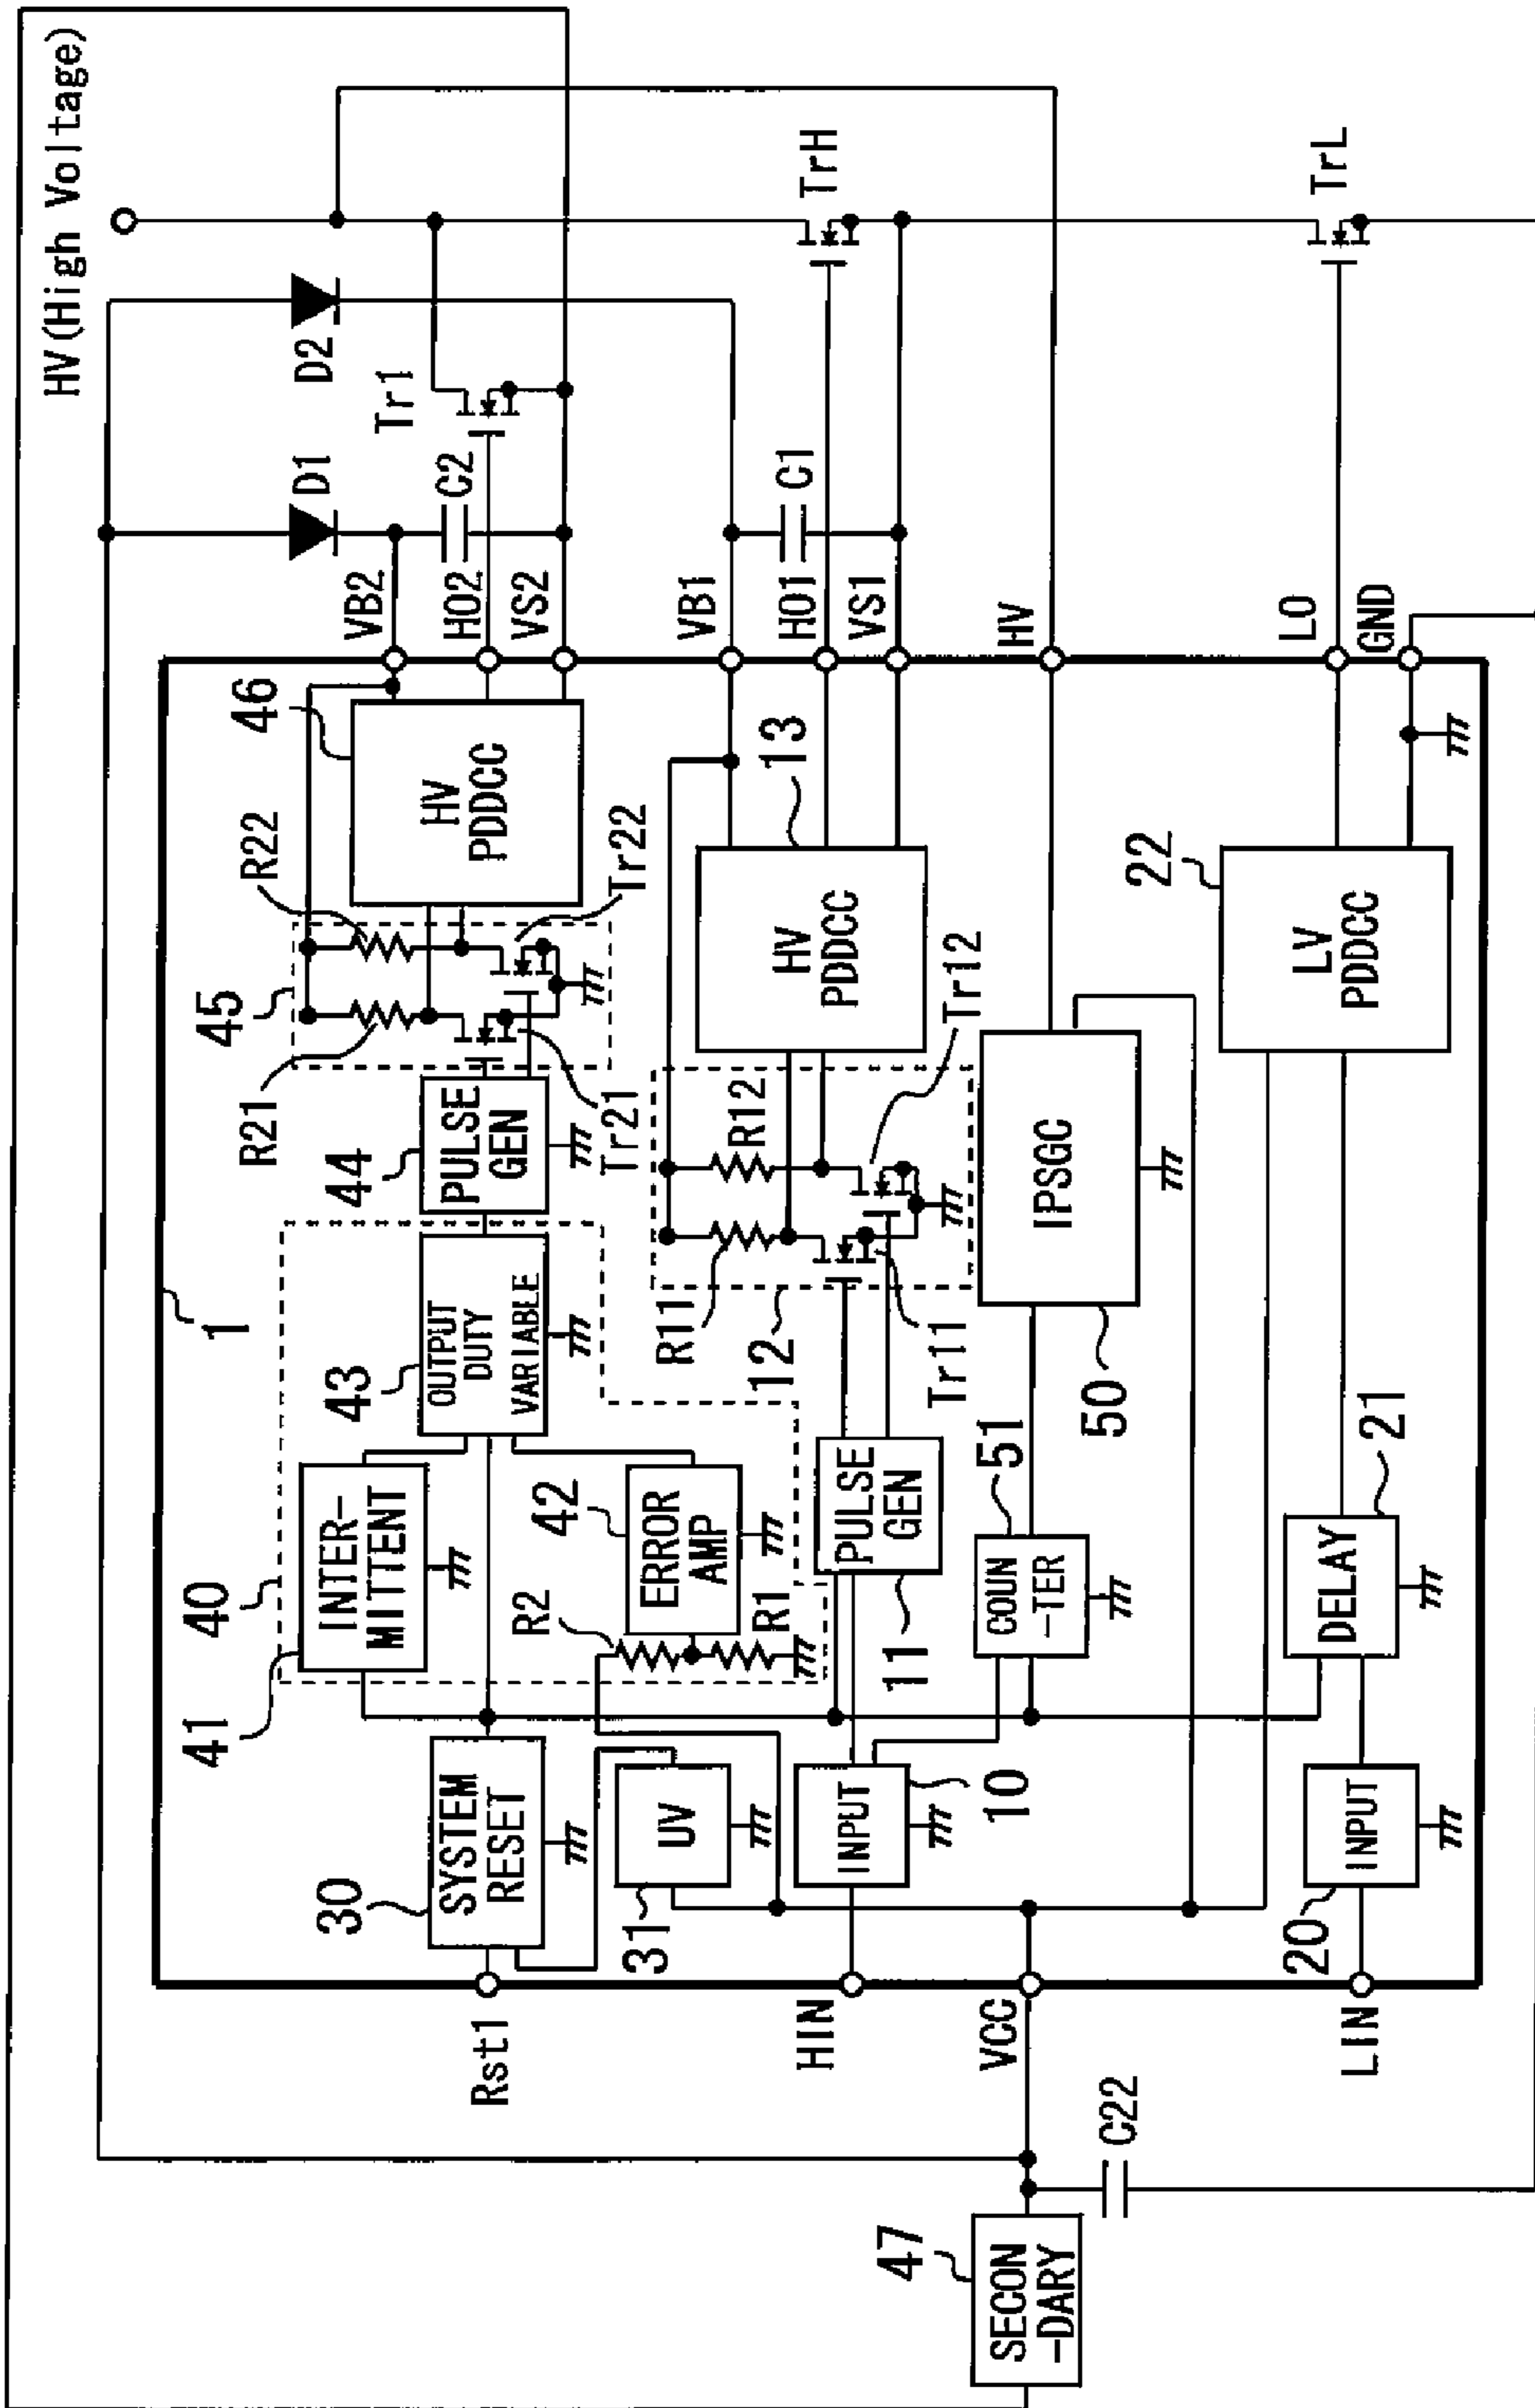 HV(High Voltage)
D1
D2
Tr1
C2
VB2
HO2
VS2
TrH
C1
VB1
HO1
VS1
HV
TrL
LO
GND
1
46
HV
PDDCC
R22
Tr22
45
R21
Tr21
44
PULSE
GEN
43
OUTPUT
DUTY
VARIABLE
40
41
INTER-
MITTENT
42
ERROR
AMP
R2
R1
30
SYSTEM
RESET
31
UV
Rst1
13
HV
PDDCC
Tr12
R12
R11
12
Tr11
PULSE
GEN
11
INPUT
10
HIN
IPSGC
50
51
COUN
-TER
VCC
22
LV
PDDCC
21
DELAY
INPUT
20
LIN
C22
47
SECON
-DARY